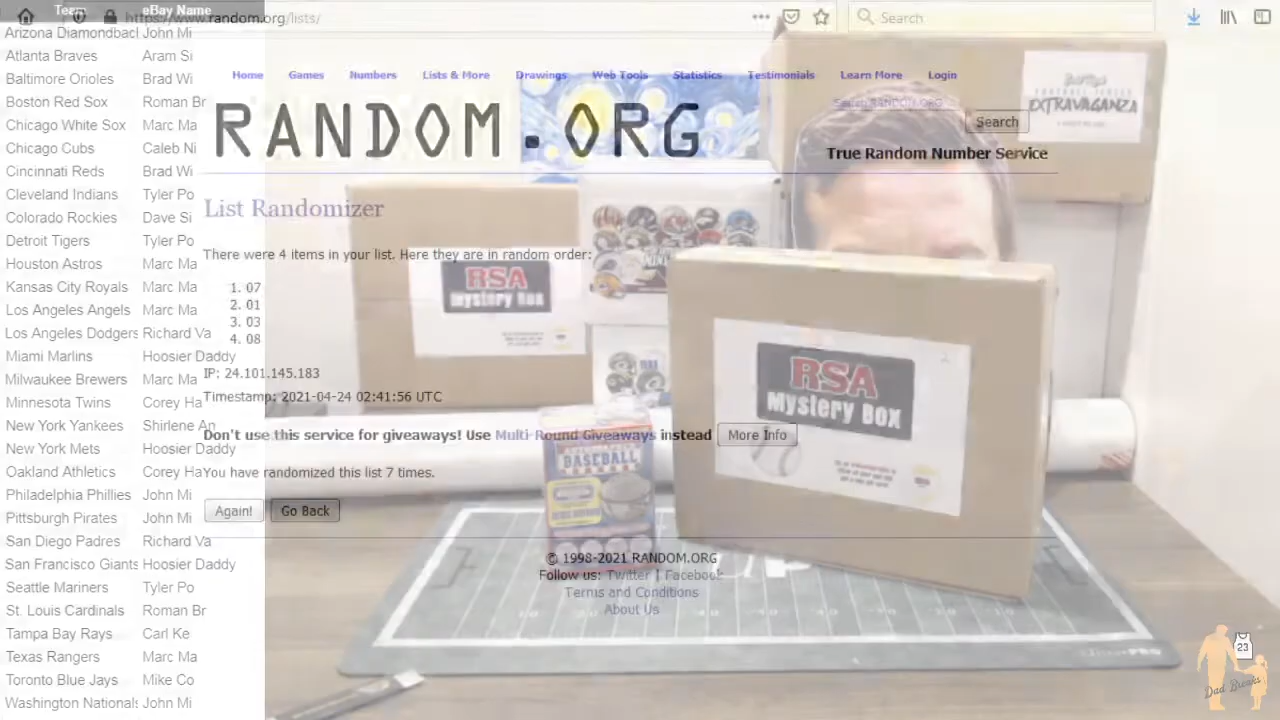 Team eBay Name
https://www.random.org/lists/
Search
Arizona Diamondbacl John Mi
Atlanta Braves Aram Si
Baltimore Orioles Brad Wi
Boston Red Sox Roman Br
Chicago White Sox Marc Ma
Chicago Cubs Caleb Ni
Cincinnati Reds Brad Wi
Cleveland Indians Tyler Po
Colorado Rockies Dave Si
Detroit Tigers Tyler Po
Houston Astros Marc Ma
Kansas City Royals Marc Ma
Los Angeles Angels Marc Ma
Los Angeles Dodgers Richard Va
Miami Marlins Hoosier Daddy
Milwaukee Brewers Marc Ma
Minnesota Twins Corey Ha
New York Yankees Shirlene An
New York Mets Hoosier Daddy
Oakland Athletics Corey Ha
Philadelphia Phillies John Mi
Pittsburgh Pirates John Mi
San Diego Padres Richard Va
San Francisco Giants Hoosier Daddy
Seattle Mariners Tyler Po
St. Louis Cardinals Roman Br
Tampa Bay Rays Carl Ke
Texas Rangers Marc Ma
Toronto Blue Jays Mike Co
Washington Nationals John Mi
Home Games Numbers Lists & More Drawings Web Tools Statistics Testimonials Learn More Login
RANDOM.ORG
Search RANDOM.ORG
Search
True Random Number Service
List Randomizer
There were 4 items in your list. Here they are in random order:
1. 07
2. 01
3. 03
4. 08
IP: 24.101.145.183
Timestamp: 2021-04-24 02:41:56 UTC
Don't use this service for giveaways! Use Multi-Round Giveaways instead More Info
You have randomized this list 7 times.
Again! Go Back
© 1998-2021 RANDOM.ORG
Follow us: Twitter | Facebook
Terms and Conditions
About Us
FOOTBALL SERIES
EXTRAVAGANZA
RSA
Mystery Box
RSA
Mystery Box
BASEBALL
23
Dad Breaks